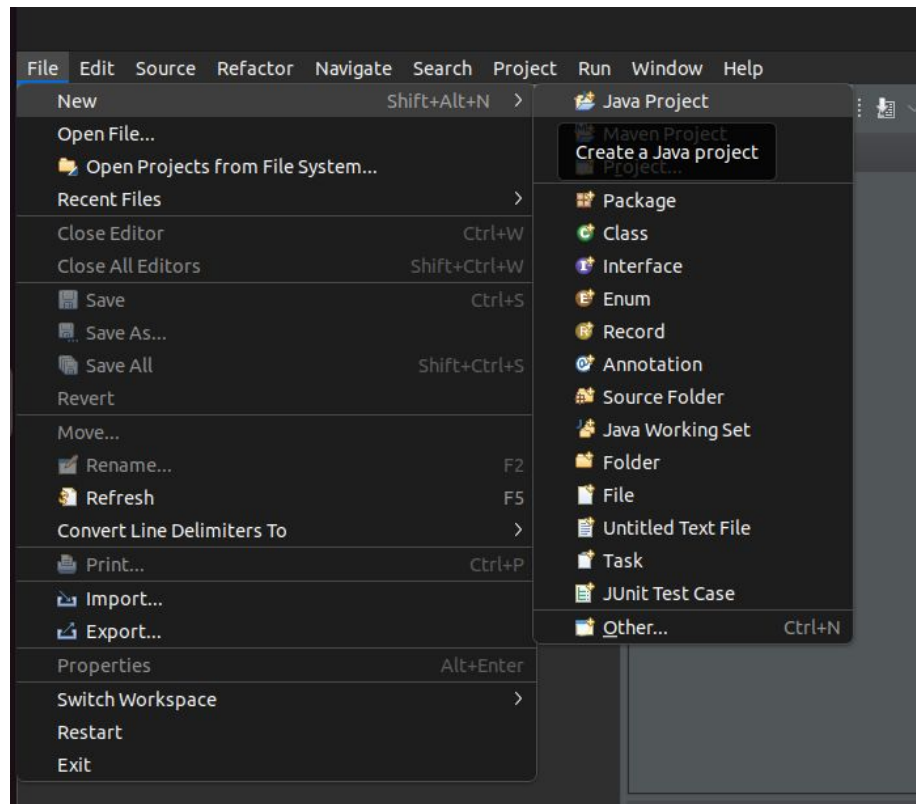 File Edit Source Refactor Navigate Search Project Run Window Help
New Shift+Alt+N >
Open File...
Open Projects from File System...
Recent Files >
Close Editor Ctrl+W
Close All Editors Shift+Ctrl+W
Save Ctrl+S
Save As...
Save All Shift+Ctrl+S
Revert
Move...
Rename... F2
Refresh F5
Convert Line Delimiters To >
Print... Ctrl+P
Import...
Export...
Properties Alt+Enter
Switch Workspace >
Restart
Exit
Java Project
Maven Project
Create a Java project
Project...
Package
Class
Interface
Enum
Record
Annotation
Source Folder
Java Working Set
Folder
File
Untitled Text File
Task
JUnit Test Case
Other... Ctrl+N